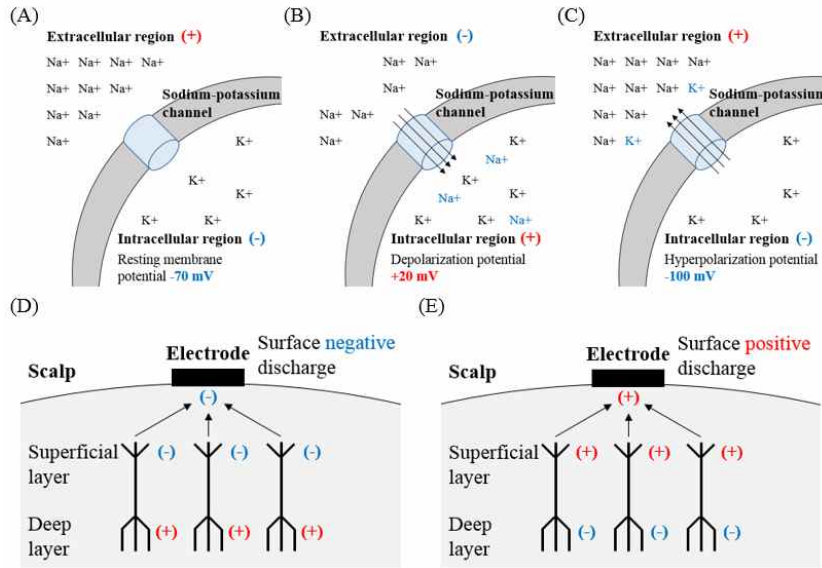 (A)
Extracellular region (+)
Na+ Na+ Na+ Na+
Na+ Na+ Na+
Na+ Na+
Na+
Sodium-potassium
channel
K+
K+
K+
K+ K+
Intracellular region (-)
Resting membrane
potential -70 mV
(B)
Extracellular region (-)
Na+ Na+
Na+
Na+ Na+
Na+
Sodium-potassium
channel
K+
Na+
K+
Na+ K+
K+ K+ Na+
Intracellular region (+)
Depolarization potential
+20 mV
(C)
Extracellular region (+)
Na+ Na+ Na+ Na+
Na+ Na+ Na+ K+
Na+ Na+
Na+ K+
Sodium-potassium
channel
K+
K+
K+
Intracellular region (-)
Hyperpolarization potential
-100 mV
(D)
Scalp
Electrode
Surface negative
discharge
(-)
Superficial
layer
(-) (-) (-)
Deep
layer
(+) (+) (+)
(E)
Scalp
Electrode
Surface positive
discharge
(+)
Superficial
layer
(+) (+) (+)
Deep
layer
(-) (-) (-)